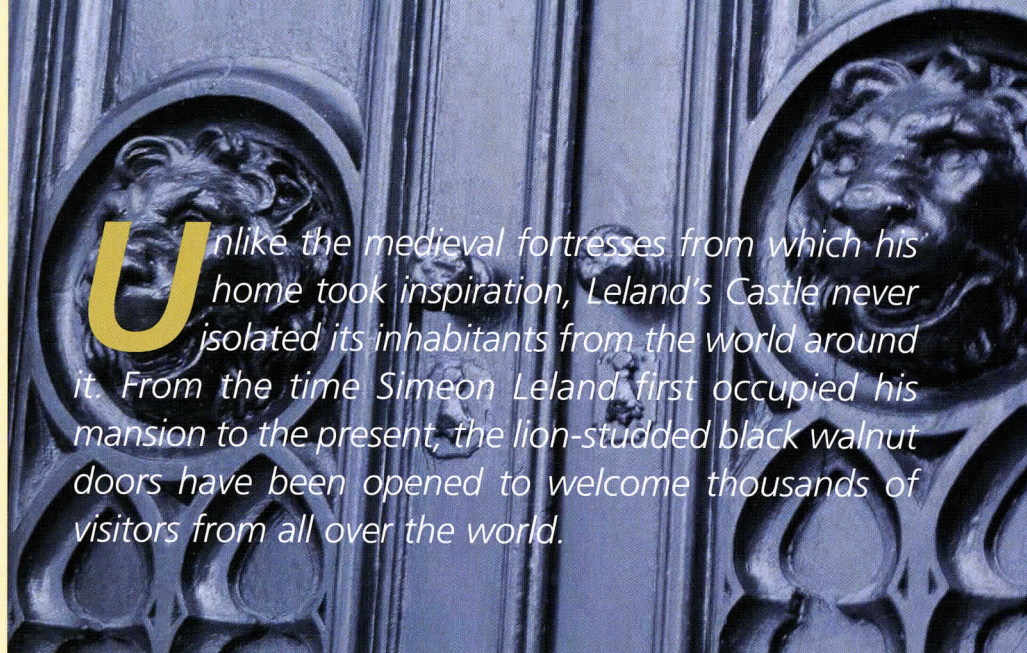 Unlike the medieval fortresses from which his
home took inspiration, Leland's Castle never
isolated its inhabitants from the world around
it. From the time Simeon Leland first occupied his
mansion to the present, the lion-studded black walnut
doors have been opened to welcome thousands of
visitors from all over the world.